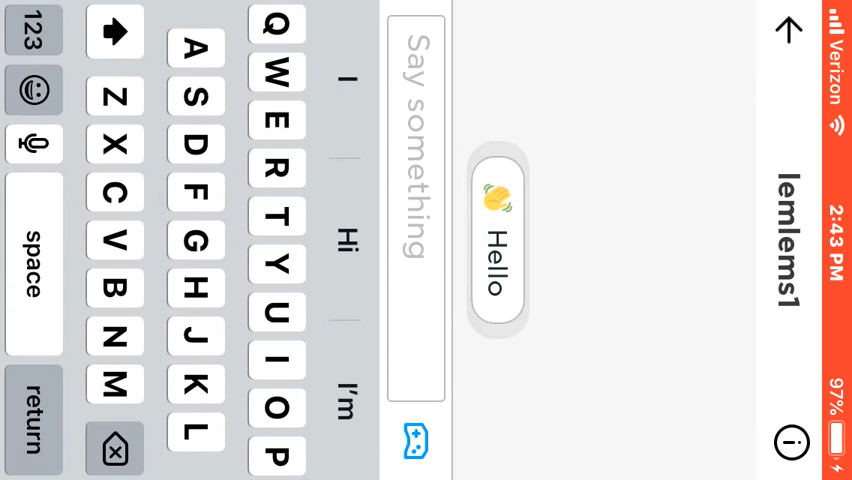 Verizon 2:43 PM 97%
lemlems1
👋 Hello
Say something
I Hi I'm
Q W E R T Y U I O P
A S D F G H J K L
Z X C V B N M
123 space return